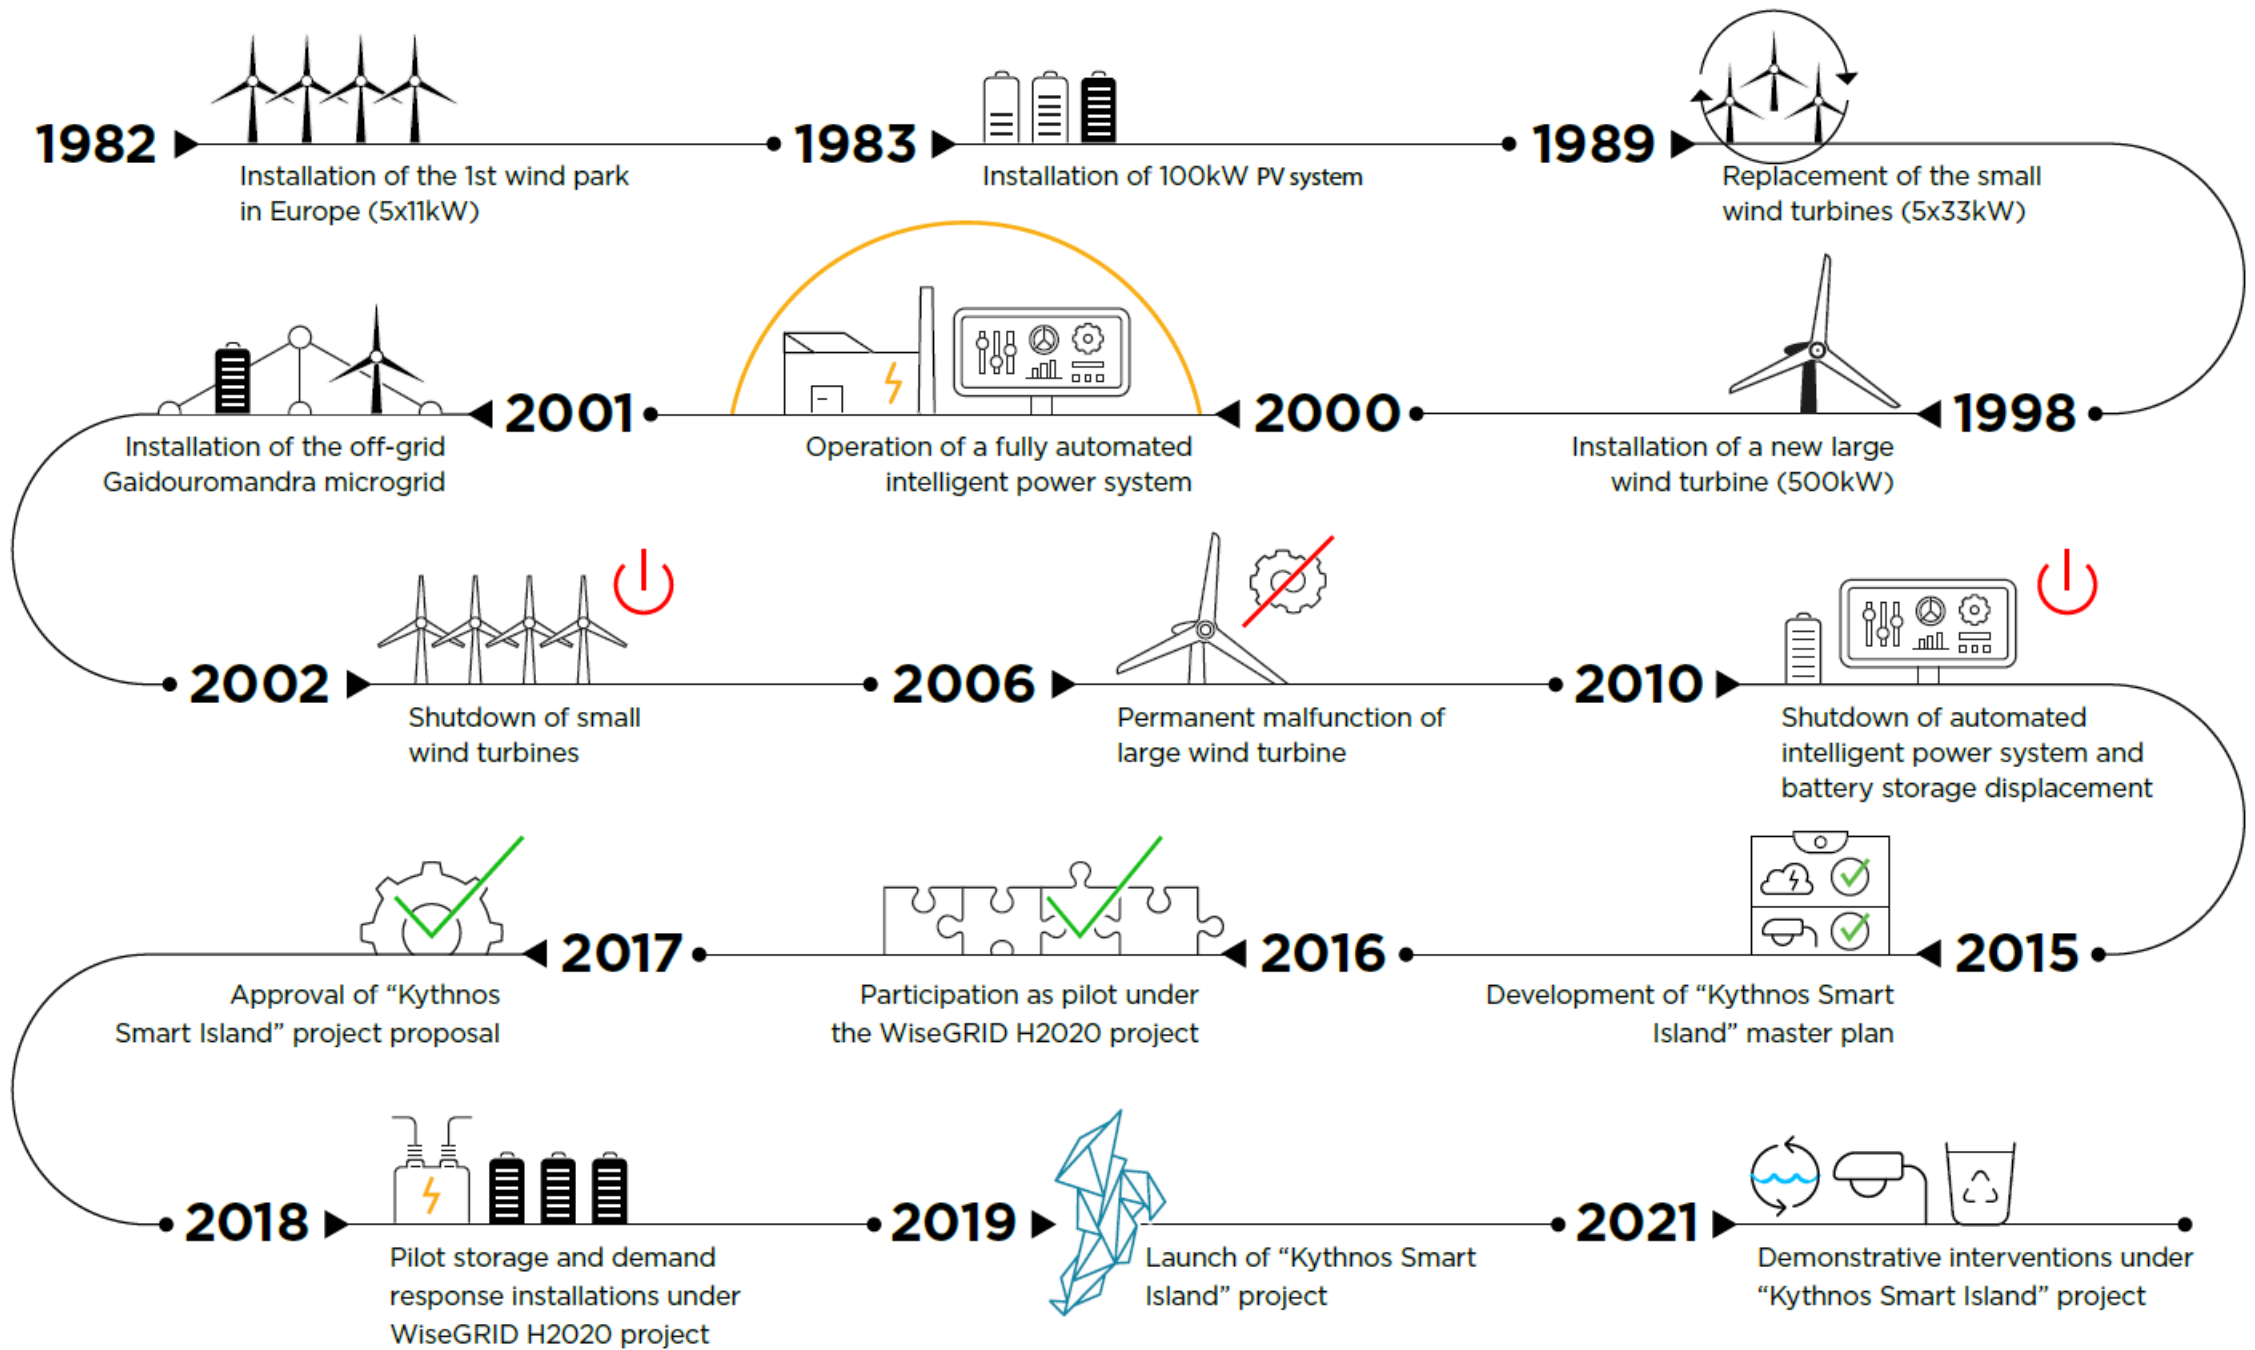 1982
Installation of the 1st wind park
in Europe (5x11kW)
1983
Installation of 100kW PV system
1989
Replacement of the small
wind turbines (5x33kW)
1998
Installation of a new large
wind turbine (500kW)
2000
Operation of a fully automated
intelligent power system
2001
Installation of the off-grid
Gaidouromandra microgrid
2002
Shutdown of small
wind turbines
2006
Permanent malfunction of
large wind turbine
2010
Shutdown of automated
intelligent power system and
battery storage displacement
2015
Development of “Kythnos Smart
Island” master plan
2016
Participation as pilot under
the WiseGRID H2020 project
2017
Approval of “Kythnos
Smart Island” project proposal
2018
Pilot storage and demand
response installations under
WiseGRID H2020 project
2019
Launch of “Kythnos Smart
Island” project
2021
Demonstrative interventions under
“Kythnos Smart Island” project